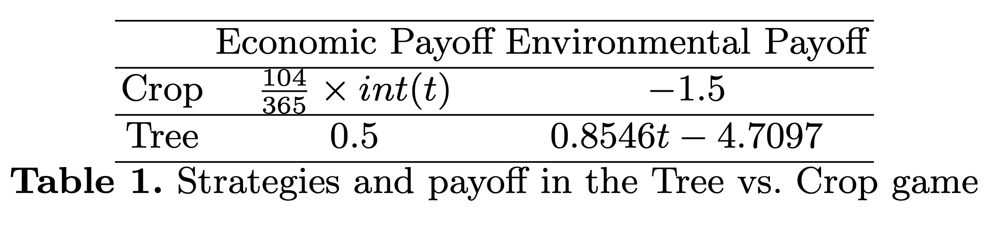 Economic Payoff Environmental Payoff
Crop $\frac{104}{365} \times int(t)$ −1.5
Tree 0.5 0.8546t − 4.7097
Table 1. Strategies and payoff in the Tree vs. Crop game